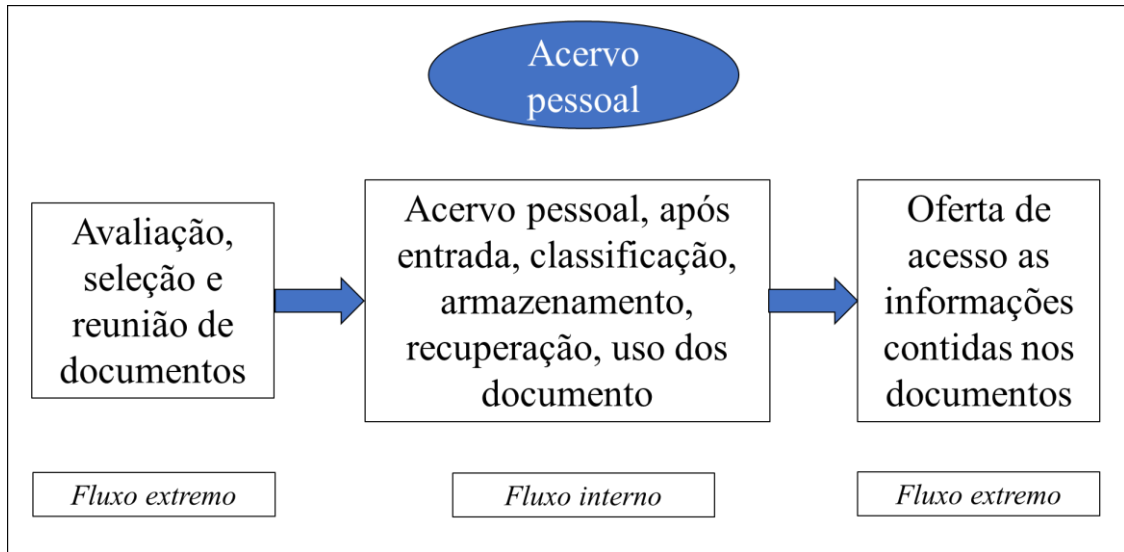 Acervo
pessoal
Avaliação,
seleção e
reunião de
documentos
Acervo pessoal, após
entrada, classificação,
armazenamento,
recuperação, uso dos
documento
Oferta de
acesso as
informações
contidas nos
documentos
Fluxo extremo
Fluxo interno
Fluxo extremo